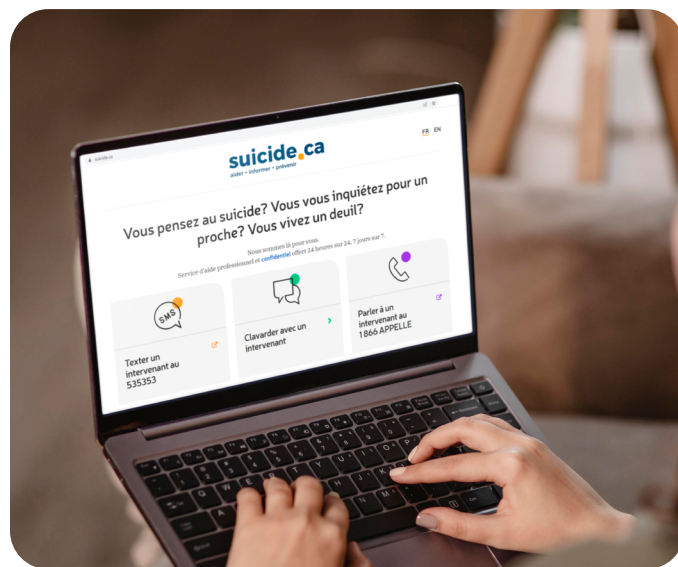 suicide.ca
FR EN
suicide.ca
aider • informer • prévenir
Vous pensez au suicide? Vous vous inquiétez pour un
proche? Vous vivez un deuil?
Nous sommes là pour vous.
Service d'aide professionnel et confidentiel offert 24 heures sur 24, 7 jours sur 7.
SMS
Texter un
intervenant au
535353
Clavarder avec un
intervenant
Parler à un
intervenant au
1 866 APPELLE
Q W E R T Y U I O P